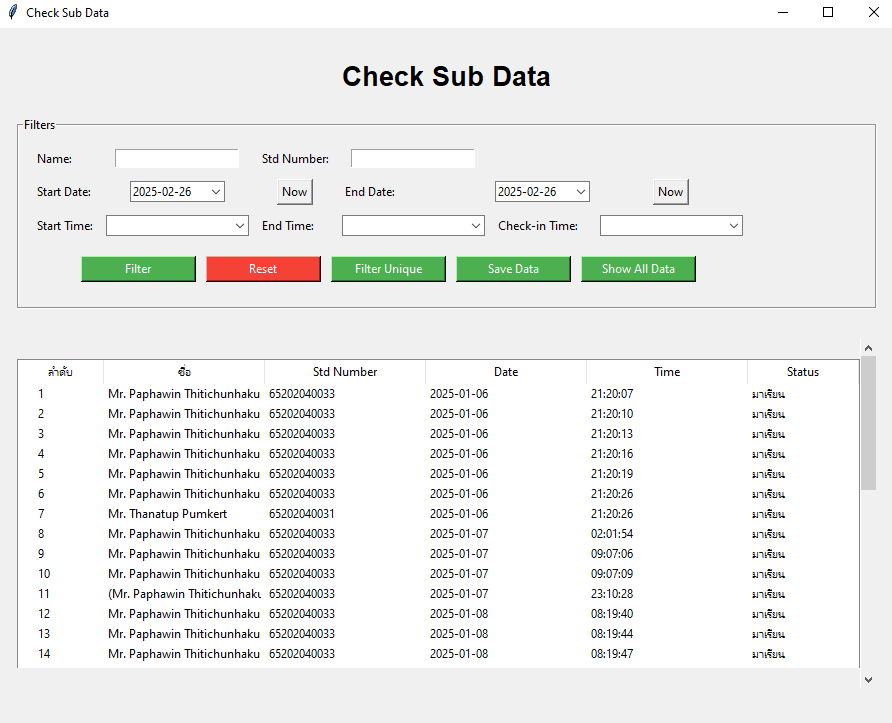 Check Sub Data
Check Sub Data
Filters
Name: Std Number:
Start Date: 2025-02-26 Now End Date: 2025-02-26 Now
Start Time: End Time: Check-in Time:
Filter Reset Filter Unique Save Data Show All Data
ลำดับ ชื่อ Std Number Date Time Status
1 Mr. Paphawin Thitichunhaku 65202040033 2025-01-06 21:20:07 มาเรียน
2 Mr. Paphawin Thitichunhaku 65202040033 2025-01-06 21:20:10 มาเรียน
3 Mr. Paphawin Thitichunhaku 65202040033 2025-01-06 21:20:13 มาเรียน
4 Mr. Paphawin Thitichunhaku 65202040033 2025-01-06 21:20:16 มาเรียน
5 Mr. Paphawin Thitichunhaku 65202040033 2025-01-06 21:20:19 มาเรียน
6 Mr. Paphawin Thitichunhaku 65202040033 2025-01-06 21:20:26 มาเรียน
7 Mr. Thanatup Pumkert 65202040031 2025-01-06 21:20:26 มาเรียน
8 Mr. Paphawin Thitichunhaku 65202040033 2025-01-07 02:01:54 มาเรียน
9 Mr. Paphawin Thitichunhaku 65202040033 2025-01-07 09:07:06 มาเรียน
10 Mr. Paphawin Thitichunhaku 65202040033 2025-01-07 09:07:09 มาเรียน
11 (Mr. Paphawin Thitichunhaku 65202040033 2025-01-07 23:10:28 มาเรียน
12 Mr. Paphawin Thitichunhaku 65202040033 2025-01-08 08:19:40 มาเรียน
13 Mr. Paphawin Thitichunhaku 65202040033 2025-01-08 08:19:44 มาเรียน
14 Mr. Paphawin Thitichunhaku 65202040033 2025-01-08 08:19:47 มาเรียน